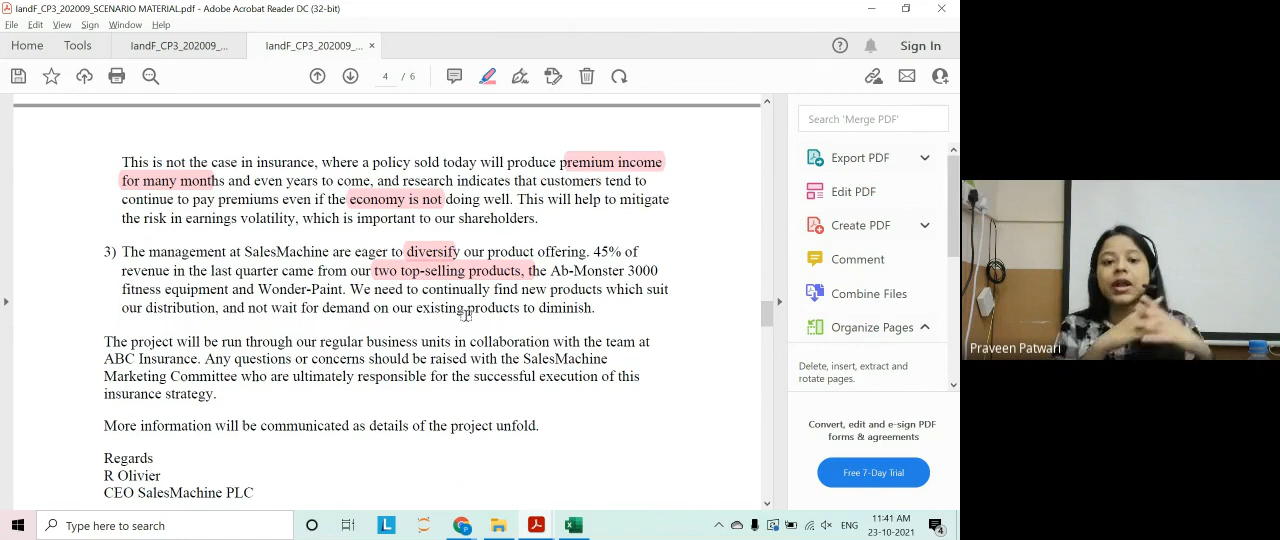 IandF_CP3_202009_SCENARIO MATERIAL.pdf - Adobe Acrobat Reader DC (32-bit)
File Edit View Sign Window Help
Home Tools IandF_CP3_202009_... IandF_CP3_202009_... × Sign In
4 / 6
This is not the case in insurance, where a policy sold today will produce premium income
for many months and even years to come, and research indicates that customers tend to
continue to pay premiums even if the economy is not doing well. This will help to mitigate
the risk in earnings volatility, which is important to our shareholders.
3) The management at SalesMachine are eager to diversify our product offering. 45% of
revenue in the last quarter came from our two top-selling products, the Ab-Monster 3000
fitness equipment and Wonder-Paint. We need to continually find new products which suit
our distribution, and not wait for demand on our existing products to diminish.
The project will be run through our regular business units in collaboration with the team at
ABC Insurance. Any questions or concerns should be raised with the SalesMachine
Marketing Committee who are ultimately responsible for the successful execution of this
insurance strategy.
More information will be communicated as details of the project unfold.
Regards
R Olivier
CEO SalesMachine PLC
Search 'Merge PDF'
Export PDF
Edit PDF
Create PDF
Comment
Combine Files
Organize Pages
Delete, insert, extract and
rotate pages.
Convert, edit and e-sign PDF
forms & agreements
Free 7-Day Trial
Praveen Patwari
Type here to search
L
ENG
11:41 AM
23-10-2021
4